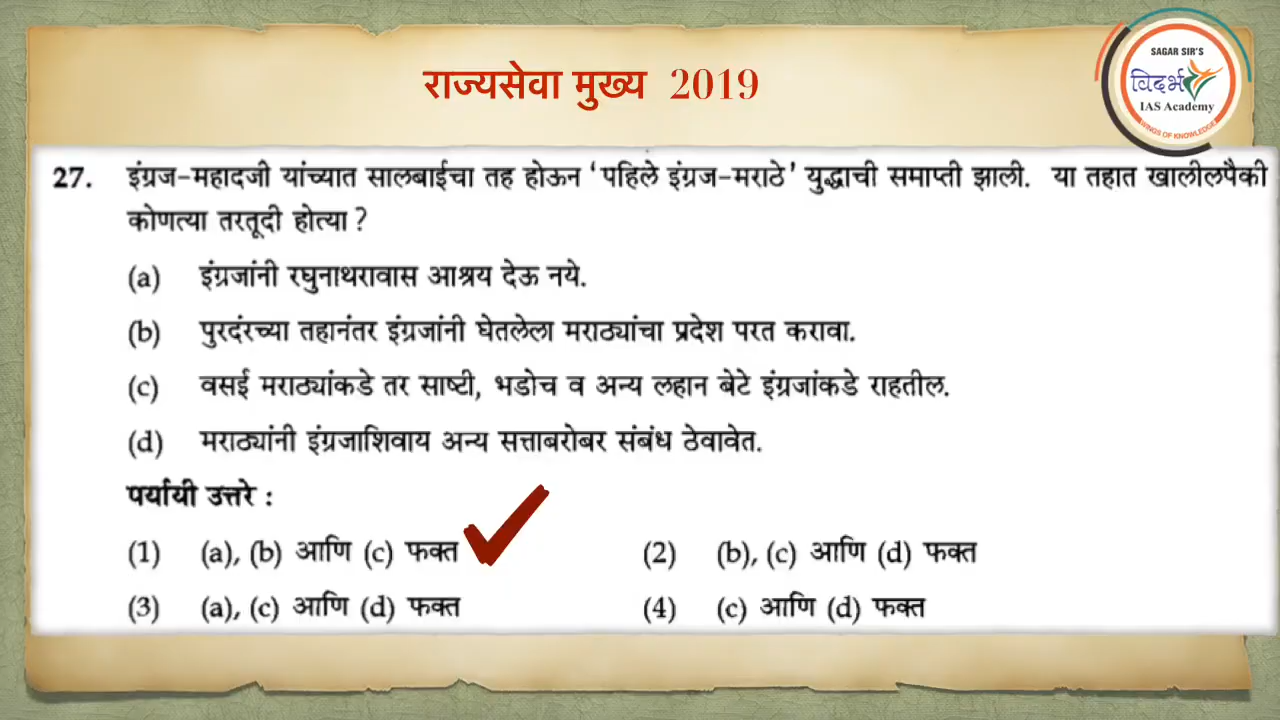 राज्यसेवा मुख्य 2019
SAGAR SIR'S
विदर्भ
IAS Academy
WINGS OF KNOWLEDGE
27. इंग्रज-महादजी यांच्यात सालबाईचा तह होऊन 'पहिले इंग्रज-मराठे' युद्धाची समाप्ती झाली. या तहात खालीलपैकी
कोणत्या तरतूदी होत्या ?
(a) इंग्रजांनी रघुनाथरावास आश्रय देऊ नये.
(b) पुरदंरच्या तहानंतर इंग्रजांनी घेतलेला मराठ्यांचा प्रदेश परत करावा.
(c) वसई मराठ्यांकडे तर साष्टी, भडोच व अन्य लहान बेटे इंग्रजांकडे राहतील.
(d) मराठ्यांनी इंग्रजाशिवाय अन्य सत्ताबरोबर संबंध ठेवावेत.
पर्यायी उत्तरे :
(1) (a), (b) आणि (c) फक्त (2) (b), (c) आणि (d) फक्त
(3) (a), (c) आणि (d) फक्त (4) (c) आणि (d) फक्त